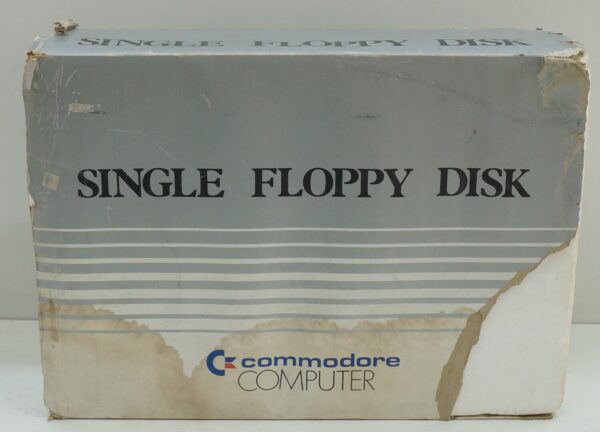 SINGLE FLOPPY DISK
SINGLE FLOPPY DISK
commodore
COMPUTER